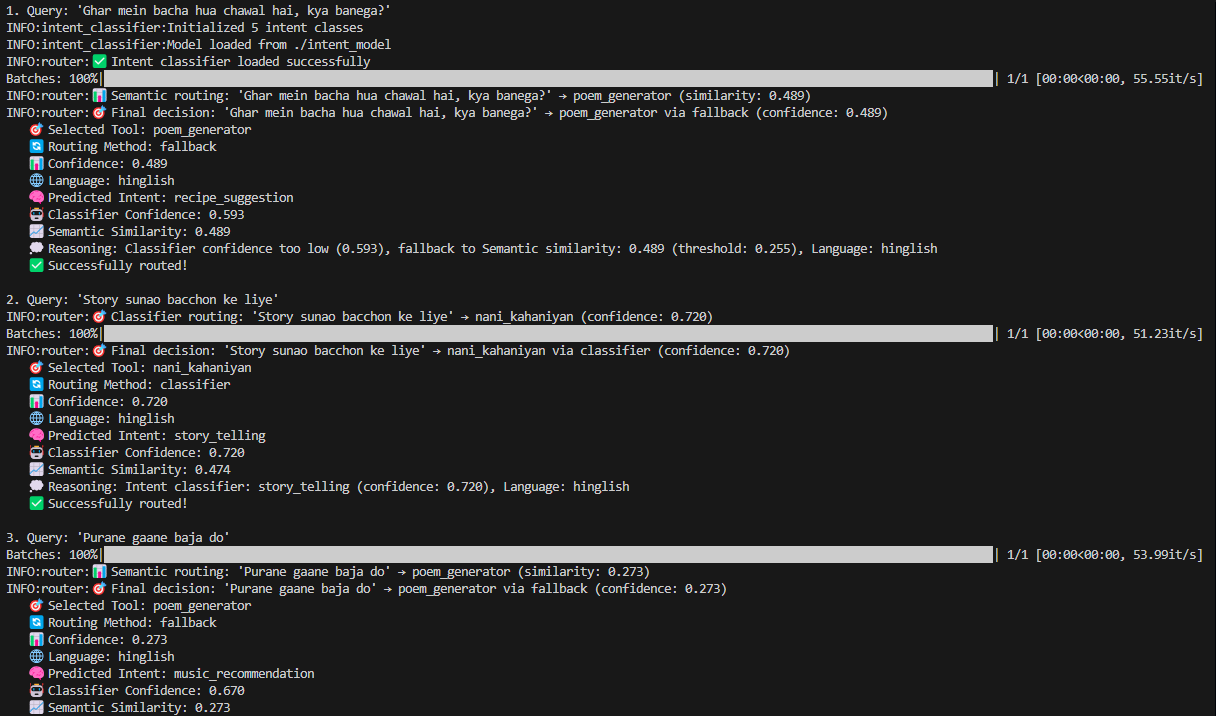 1. Query: 'Ghar mein bacha hua chawal hai, kya banega?'
INFO:intent_classifier:Initialized 5 intent classes
INFO:intent_classifier:Model loaded from ./intent_model
INFO:router:✅ Intent classifier loaded successfully
Batches: 100%| | 1/1 [00:00<00:00, 55.55it/s]
INFO:router:📊 Semantic routing: 'Ghar mein bacha hua chawal hai, kya banega?' → poem_generator (similarity: 0.489)
INFO:router:🎯 Final decision: 'Ghar mein bacha hua chawal hai, kya banega?' → poem_generator via fallback (confidence: 0.489)
🎯 Selected Tool: poem_generator
🔄 Routing Method: fallback
📊 Confidence: 0.489
🌐 Language: hinglish
🧠 Predicted Intent: recipe_suggestion
🤖 Classifier Confidence: 0.593
📈 Semantic Similarity: 0.489
💭 Reasoning: Classifier confidence too low (0.593), fallback to Semantic similarity: 0.489 (threshold: 0.255), Language: hinglish
✅ Successfully routed!
2. Query: 'Story sunao bacchon ke liye'
INFO:router:🎯 Classifier routing: 'Story sunao bacchon ke liye' → nani_kahaniyan (confidence: 0.720)
Batches: 100%| | 1/1 [00:00<00:00, 51.23it/s]
INFO:router:🎯 Final decision: 'Story sunao bacchon ke liye' → nani_kahaniyan via classifier (confidence: 0.720)
🎯 Selected Tool: nani_kahaniyan
🔄 Routing Method: classifier
📊 Confidence: 0.720
🌐 Language: hinglish
🧠 Predicted Intent: story_telling
🤖 Classifier Confidence: 0.720
📈 Semantic Similarity: 0.474
💭 Reasoning: Intent classifier: story_telling (confidence: 0.720), Language: hinglish
✅ Successfully routed!
3. Query: 'Purane gaane baja do'
Batches: 100%| | 1/1 [00:00<00:00, 53.99it/s]
INFO:router:📊 Semantic routing: 'Purane gaane baja do' → poem_generator (similarity: 0.273)
INFO:router:🎯 Final decision: 'Purane gaane baja do' → poem_generator via fallback (confidence: 0.273)
🎯 Selected Tool: poem_generator
🔄 Routing Method: fallback
📊 Confidence: 0.273
🌐 Language: hinglish
🧠 Predicted Intent: music_recommendation
🤖 Classifier Confidence: 0.670
📈 Semantic Similarity: 0.273